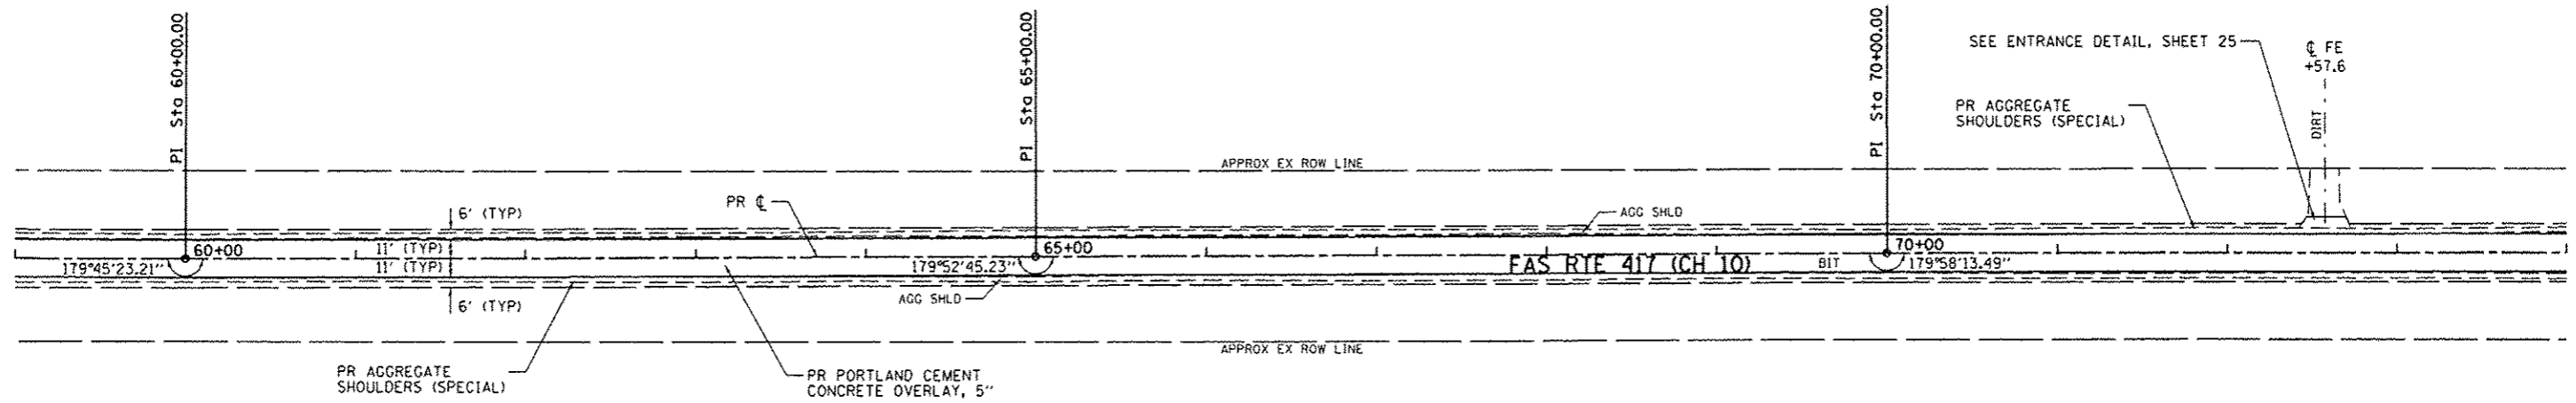 PI Sta 60+00.00
PI Sta 65+00.00
PI Sta 70+00.00
SEE ENTRANCE DETAIL, SHEET 25
℄ FE
+57.6
PR AGGREGATE
SHOULDERS (SPECIAL)
DIRT
APPROX EX ROW LINE
6' (TYP)
PR ℄
AGG SHLD
60+00
11' (TYP)
65+00
70+00
179°45'23.21"
11' (TYP)
179°52'45.23"
FAS RTE 417 (CH 10)
BIT
179°58'13.49"
AGG SHLD
6' (TYP)
APPROX EX ROW LINE
PR AGGREGATE
SHOULDERS (SPECIAL)
PR PORTLAND CEMENT
CONCRETE OVERLAY, 5"